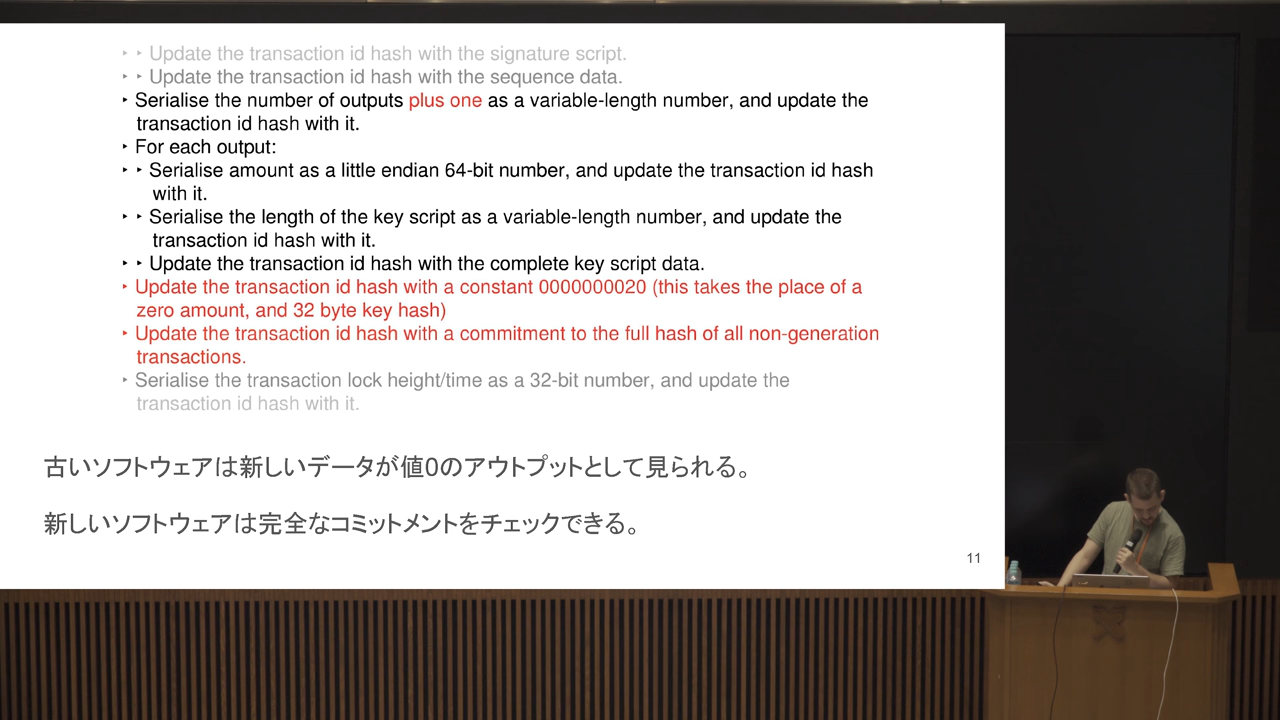 ‣ ‣ Update the transaction id hash with the signature script.
‣ ‣ Update the transaction id hash with the sequence data.
‣ Serialise the number of outputs plus one as a variable-length number, and update the
transaction id hash with it.
‣ For each output:
‣ ‣ Serialise amount as a little endian 64-bit number, and update the transaction id hash
with it.
‣ ‣ Serialise the length of the key script as a variable-length number, and update the
transaction id hash with it.
‣ ‣ Update the transaction id hash with the complete key script data.
‣ Update the transaction id hash with a constant 0000000020 (this takes the place of a
zero amount, and 32 byte key hash)
‣ Update the transaction id hash with a commitment to the full hash of all non-generation
transactions.
‣ Serialise the transaction lock height/time as a 32-bit number, and update the
transaction id hash with it.
古いソフトウェアは新しいデータが値0のアウトプットとして見られる。
新しいソフトウェアは完全なコミットメントをチェックできる。
11